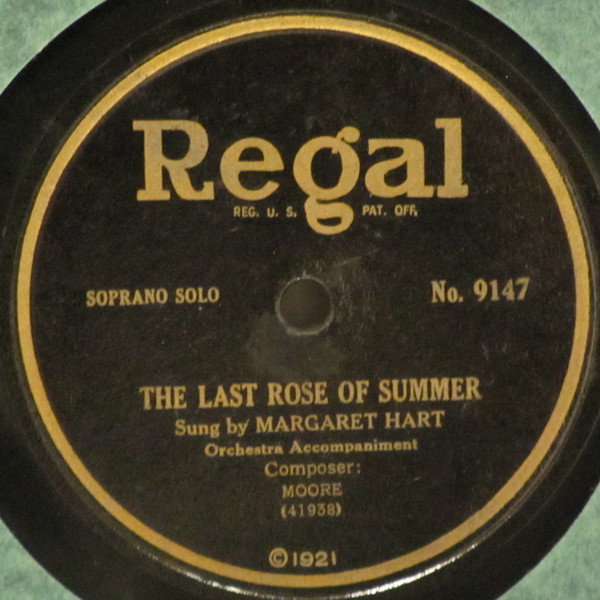 Regal
REG. U. S. PAT. OFF.
SOPRANO SOLO
No. 9147
THE LAST ROSE OF SUMMER
Sung by MARGARET HART
Orchestra Accompaniment
Composer:
MOORE
(41938)
©1921